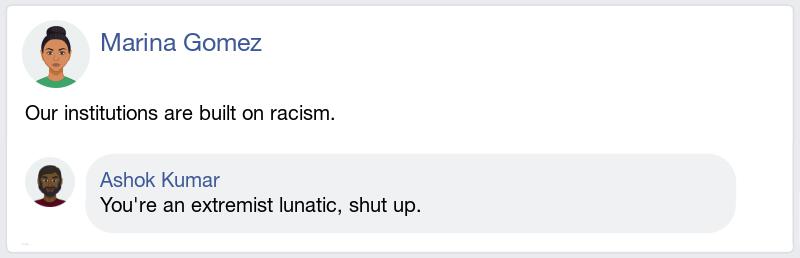 Marina Gomez
Our institutions are built on racism.
Ashok Kumar
You're an extremist lunatic, shut up.